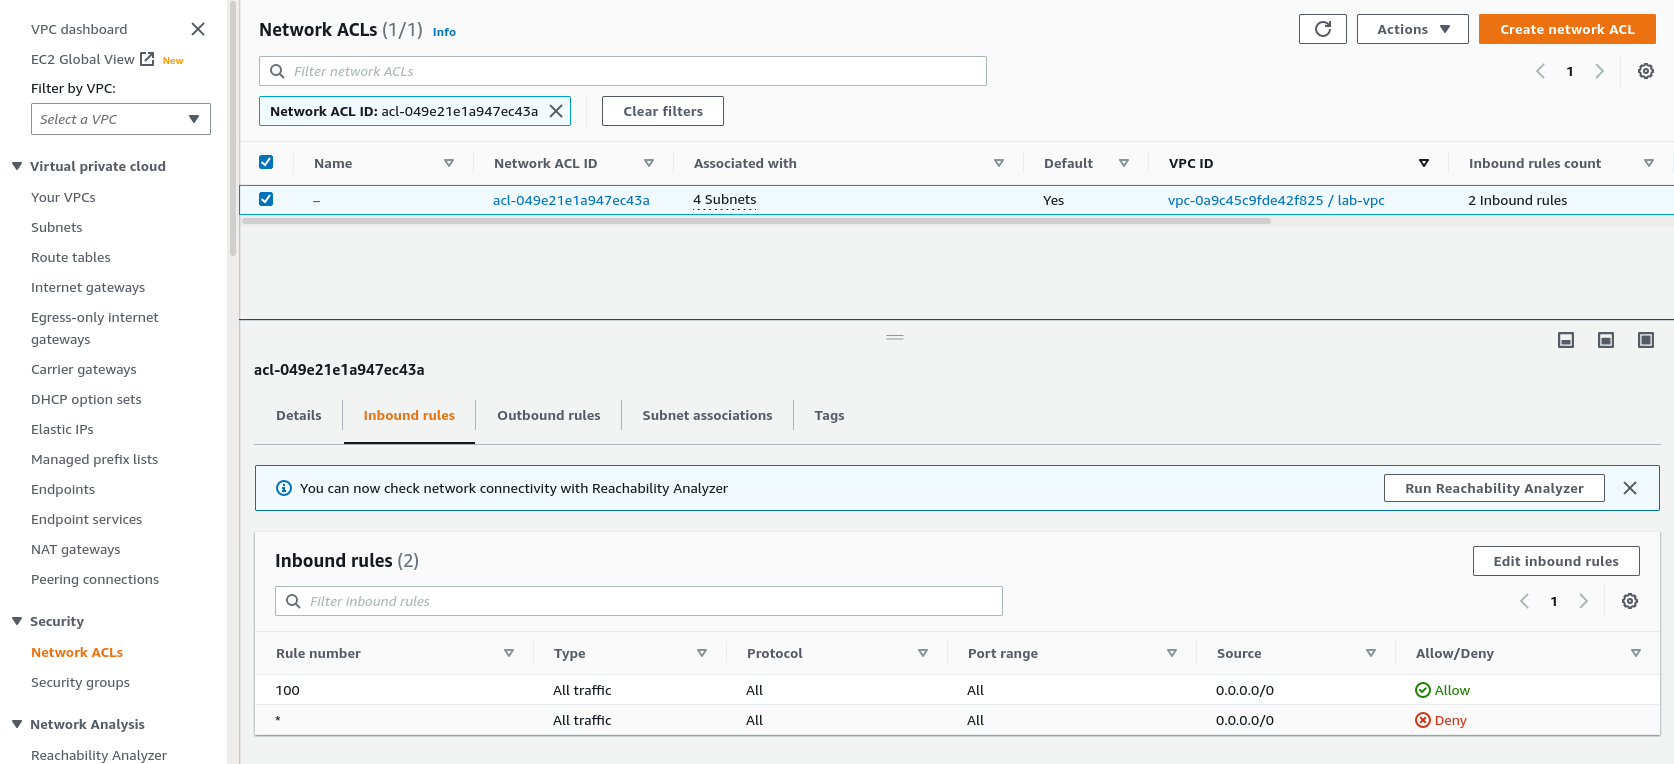 VPC dashboard
EC2 Global View New
Filter by VPC:
Select a VPC
Virtual private cloud
Your VPCs
Subnets
Route tables
Internet gateways
Egress-only internet
gateways
Carrier gateways
DHCP option sets
Elastic IPs
Managed prefix lists
Endpoints
Endpoint services
NAT gateways
Peering connections
Security
Network ACLs
Security groups
Network Analysis
Reachability Analyzer
Network ACLs (1/1) Info
Actions
Create network ACL
Filter network ACLs
1
Network ACL ID: acl-049e21e1a947ec43a
Clear filters
Name Network ACL ID Associated with Default VPC ID Inbound rules count
– acl-049e21e1a947ec43a 4 Subnets Yes vpc-0a9c45c9fde42f825 / lab-vpc 2 Inbound rules
acl-049e21e1a947ec43a
Details Inbound rules Outbound rules Subnet associations Tags
You can now check network connectivity with Reachability Analyzer
Run Reachability Analyzer
Inbound rules (2)
Edit inbound rules
Filter inbound rules
1
Rule number Type Protocol Port range Source Allow/Deny
100 All traffic All All 0.0.0.0/0 Allow
* All traffic All All 0.0.0.0/0 Deny